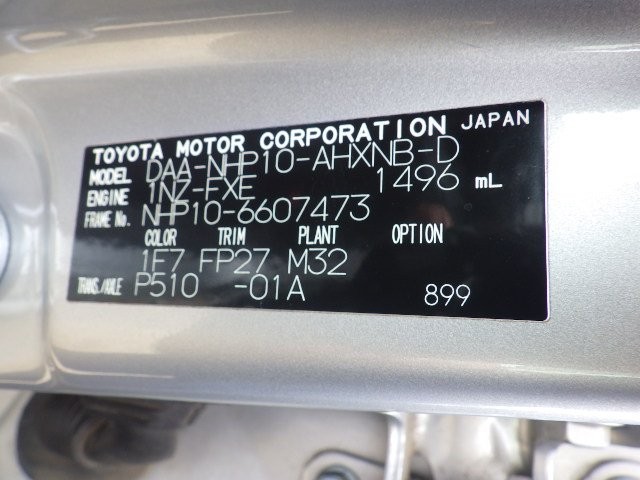 TOYOTA MOTOR CORPORATION JAPAN
MODEL DAA-NHP10-AHXNB-D
ENGINE 1NZ-FXE 1496 mL
FRAME No. NHP10-6607473
COLOR TRIM PLANT OPTION
1F7 FP27 M32
TRANS./AXLE P510 -01A 899